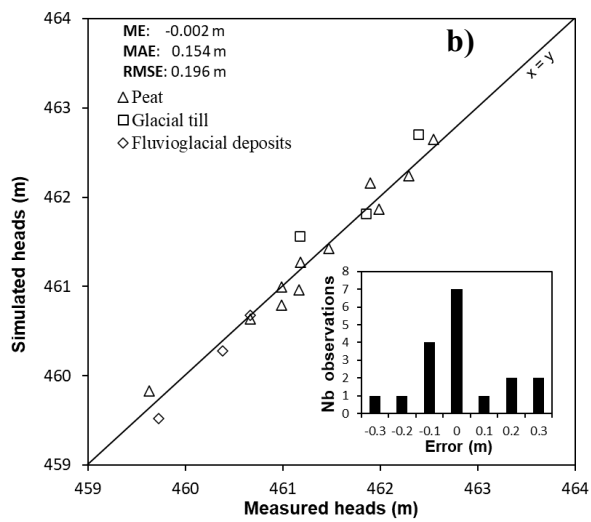 464
463
462
461
460
459
Simulated heads (m)
ME: -0.002 m
MAE: 0.154 m
RMSE: 0.196 m
Peat
Glacial till
Fluvioglacial deposits
b)
x = y
8
7
6
5
4
3
2
1
0
Nb observations
-0.3 -0.2 -0.1 0 0.1 0.2 0.3
Error (m)
459 460 461 462 463 464
Measured heads (m)